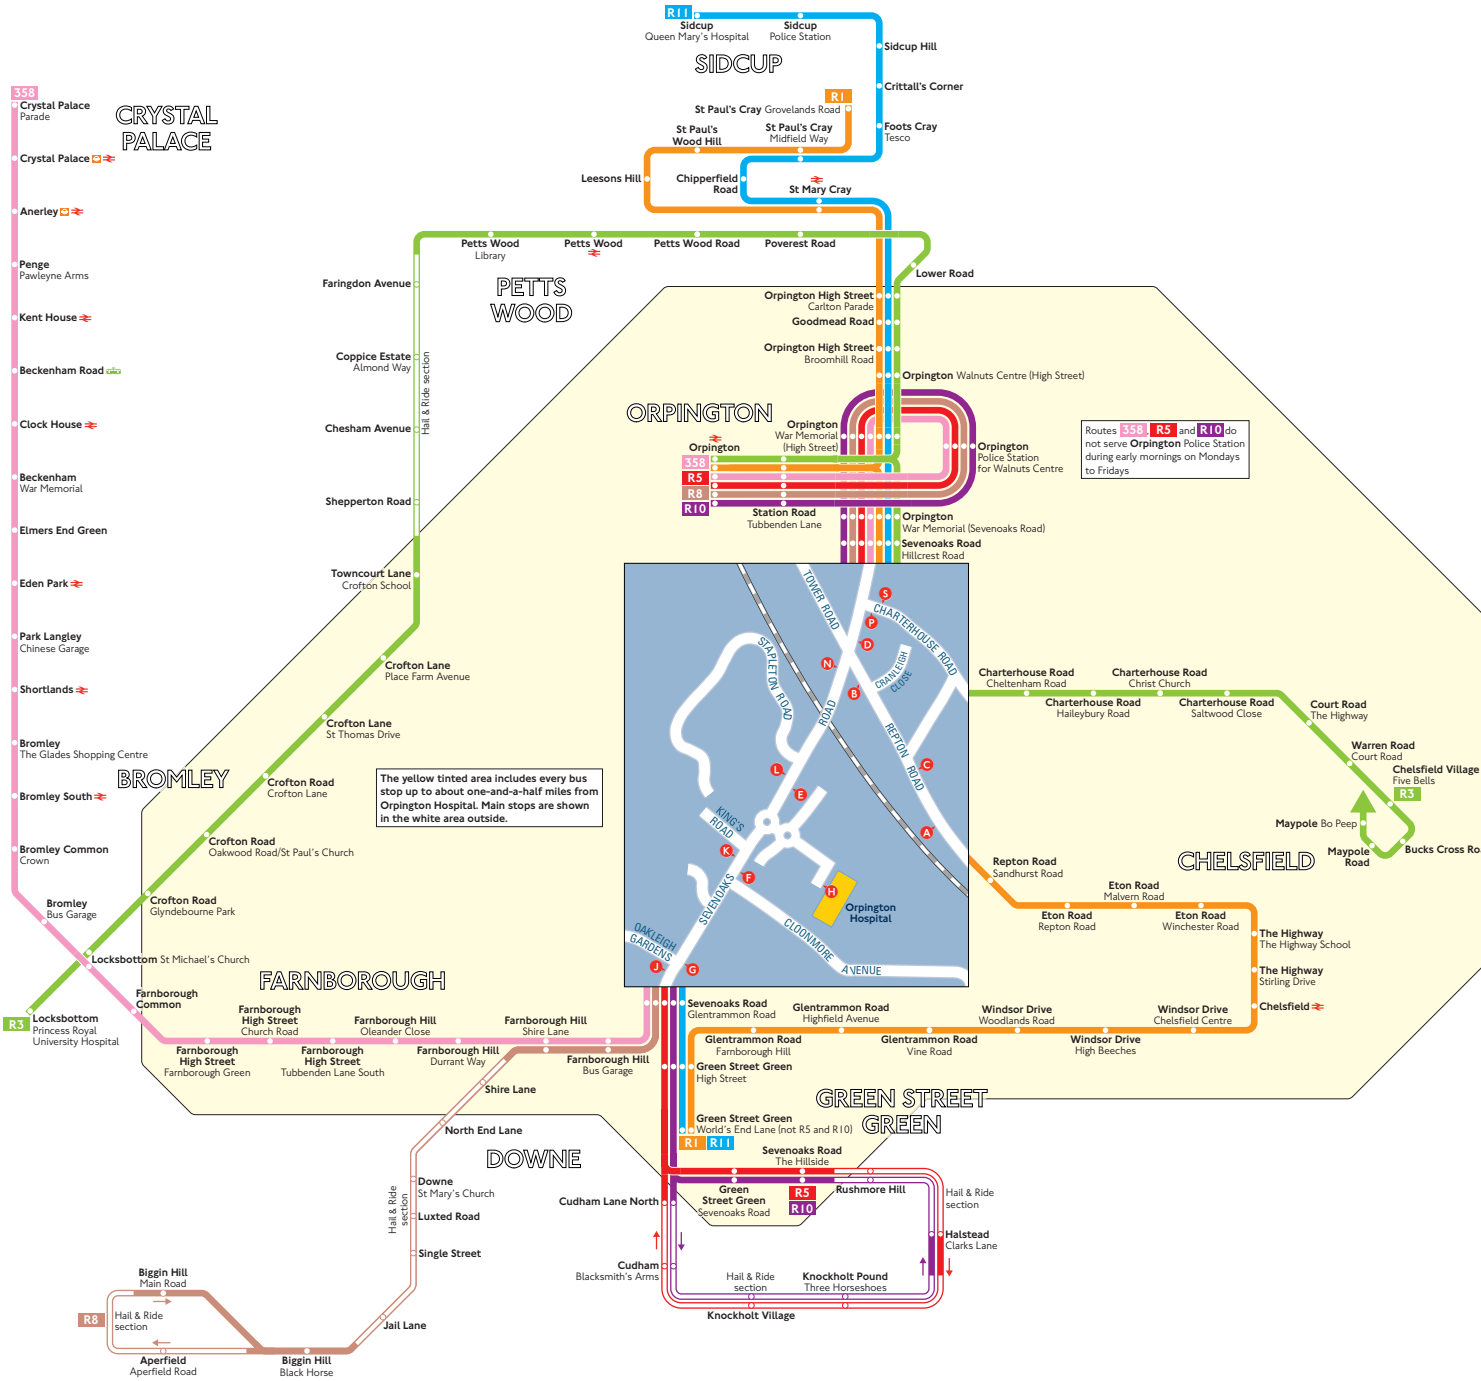 R11
Sidcup
Queen Mary's Hospital
Sidcup
Police Station
SIDCUP
Sidcup Hill
Crittall's Corner
Foots Cray
Tesco
R1
St Paul's Cray Grovelands Road
St Paul's
Wood Hill
St Paul's Cray
Midfield Way
Leesons Hill
Chipperfield
Road
St Mary Cray
358
Crystal Palace
Parade
CRYSTAL
PALACE
Crystal Palace
Anerley
Penge
Pawleyne Arms
Kent House
Beckenham Road
Clock House
Beckenham
War Memorial
Elmers End Green
Eden Park
Park Langley
Chinese Garage
Shortlands
Bromley
The Glades Shopping Centre
BROMLEY
Bromley South
Bromley Common
Crown
Bromley
Bus Garage
Petts Wood
Library
Petts Wood
Petts Wood Road
Poverest Road
Lower Road
PETTS
WOOD
Faringdon Avenue
Coppice Estate
Almond Way
Hail & Ride section
Chesham Avenue
Shepperton Road
Towncourt Lane
Crofton School
Crofton Lane
Place Farm Avenue
Crofton Lane
St Thomas Drive
Crofton Road
Crofton Lane
Crofton Road
Oakwood Road/St Paul's Church
Crofton Road
Glyndebourne Park
Locksbottom St Michael's Church
R3
Locksbottom
Princess Royal
University Hospital
Orpington High Street
Carlton Parade
Goodmead Road
Orpington High Street
Broomhill Road
Orpington Walnuts Centre (High Street)
ORPINGTON
Orpington
War Memorial
(High Street)
Orpington
358
R5
R8
R10
Station Road
Tubbenden Lane
Orpington
Police Station
for Walnuts Centre
Routes 358, R5 and R10 do
not serve Orpington Police Station
during early mornings on Mondays
to Fridays
Orpington
War Memorial (Sevenoaks Road)
Sevenoaks Road
Hillcrest Road
The yellow tinted area includes every bus
stop up to about one-and-a-half miles from
Orpington Hospital. Main stops are shown
in the white area outside.
TOWER ROAD
S
CHARTERHOUSE ROAD
P
D
N
CRANLEIGH
CLOSE
B
STAPLETON ROAD
ROAD
REPTON ROAD
C
L
E
A
KING'S
ROAD
K
F
H
Orpington
Hospital
SEVENOAKS
CLOONMORE
AVENUE
OAKLEIGH
GARDENS
J
G
Charterhouse Road
Cheltenham Road
Charterhouse Road
Haileybury Road
Charterhouse Road
Christ Church
Charterhouse Road
Saltwood Close
Court Road
The Highway
Warren Road
Court Road
Chelsfield Village
Five Bells
R3
Maypole Bo Peep
Maypole
Road
Bucks Cross
CHELSFIELD
Repton Road
Sandhurst Road
Eton Road
Repton Road
Eton Road
Malvern Road
Eton Road
Winchester Road
The Highway
The Highway School
The Highway
Stirling Drive
Chelsfield
Windsor Drive
Chelsfield Centre
Windsor Drive
High Beeches
Windsor Drive
Woodlands Road
Glentrammon Road
Vine Road
Glentrammon Road
Highfield Avenue
Glentrammon Road
Farnborough Hill
Sevenoaks Road
Glentrammon Road
Green Street Green
High Street
Green Street Green
World's End Lane (not R5 and R10)
R1
R11
GREEN STREET
GREEN
FARNBOROUGH
Farnborough
Common
Farnborough
High Street
Farnborough Green
Farnborough
High Street
Church Road
Farnborough
High Street
Tubbenden Lane South
Farnborough Hill
Oleander Close
Farnborough Hill
Durrant Way
Farnborough Hill
Shire Lane
Farnborough Hill
Bus Garage
Shire Lane
North End Lane
DOWNE
Downe
St Mary's Church
Hail & Ride
section
Luxted Road
Single Street
Jail Lane
Biggin Hill
Main Road
R8
Hail & Ride
section
Aperfield
Aperfield Road
Biggin Hill
Black Horse
Sevenoaks Road
The Hillside
Green
Street Green
Sevenoaks Road
R5
R10
Rushmore Hill
Cudham Lane North
Hail & Ride
section
Halstead
Clarks Lane
Cudham
Blacksmith's Arms
Hail & Ride
section
Knockholt Pound
Three Horseshoes
Knockholt Village